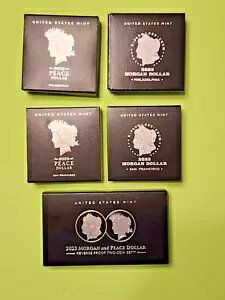 UNITED STATES MINT
2023
PEACE
DOLLAR
PHILADELPHIA
UNITED STATES MINT
2023
MORGAN DOLLAR
PHILADELPHIA
UNITED STATES MINT
2023
PEACE
DOLLAR
SAN FRANCISCO
UNITED STATES MINT
2023
MORGAN DOLLAR
SAN FRANCISCO
UNITED STATES MINT
2023 MORGAN AND PEACE DOLLAR
REVERSE PROOF TWO-COIN SET™